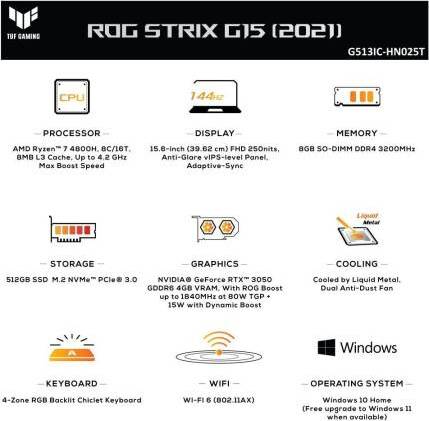 TUF GAMING
ROG STRIX G15 (2021)
G513IC-HN025T
CPU
144HZ
Liquid
Metal
PROCESSOR
DISPLAY
MEMORY
AMD Ryzen™ 7 4800H, 8C/16T,
8MB L3 Cache, Up to 4.2 GHz
Max Boost Speed
15.6-inch (39.62 cm) FHD 250nits,
Anti-Glare vIPS-level Panel,
Adaptive-Sync
8GB SO-DIMM DDR4 3200MHz
STORAGE
GRAPHICS
COOLING
512GB SSD M.2 NVMe™ PCIe® 3.0
NVIDIA® GeForce RTX™ 3050
GDDR6 4GB VRAM, With ROG Boost
up to 1840MHz at 80W TGP +
15W with Dynamic Boost
Cooled by Liquid Metal,
Dual Anti-Dust Fan
Windows
KEYBOARD
WIFI
OPERATING SYSTEM
4-Zone RGB Backlit Chiclet Keyboard
WI-FI 6 (802.11AX)
Windows 10 Home
(Free upgrade to Windows 11
when available)